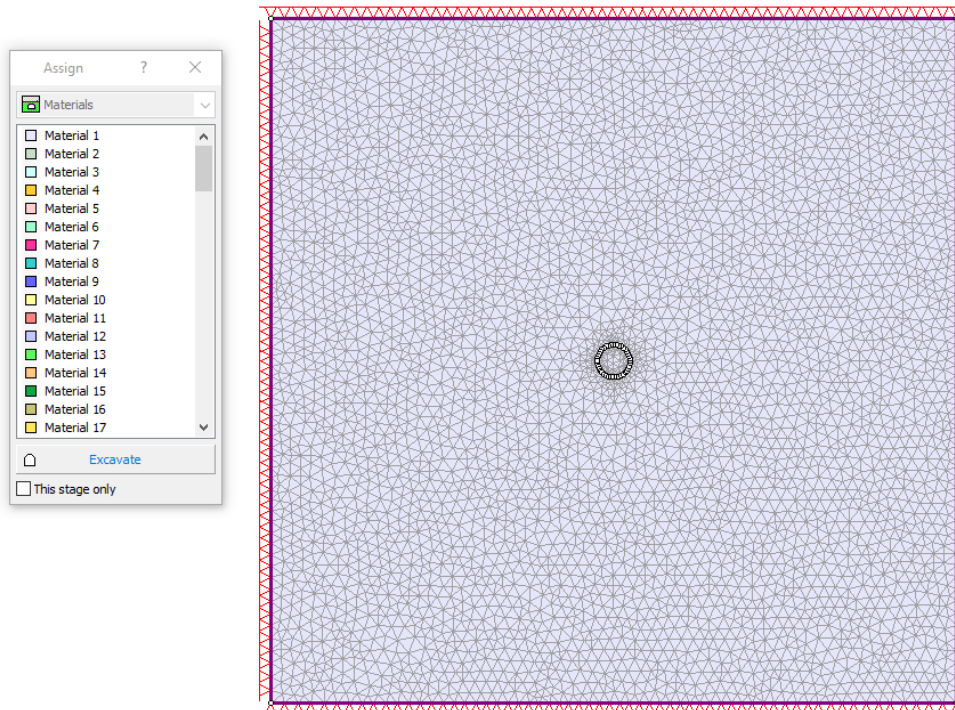 Assign ?
Materials
Material 1
Material 2
Material 3
Material 4
Material 5
Material 6
Material 7
Material 8
Material 9
Material 10
Material 11
Material 12
Material 13
Material 14
Material 15
Material 16
Material 17
Excavate
This stage only